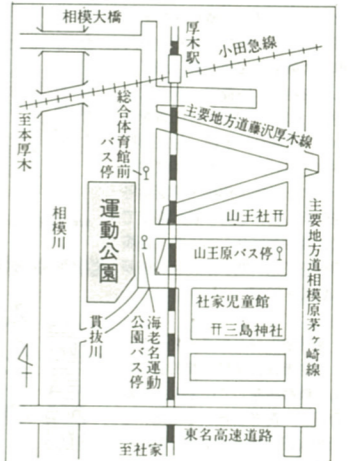 相模大橋
厚木駅
小田急線
至本厚木
総合体育館前
バス停
主要地方道藤沢厚木線
運動公園
相模川
山王社
山王原バス停
主要地方道相模原茅ヶ崎線
社家児童館
三島神社
海老名運動
公園バス停
貫抜川
東名高速道路
至社家